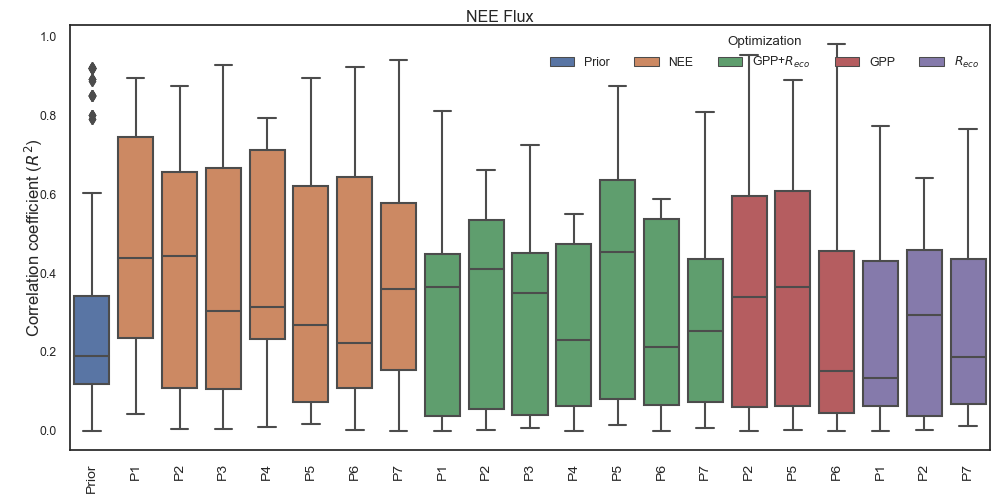 NEE Flux
Optimization
Prior NEE GPP+R_eco GPP R_eco
Correlation coefficient (R²)
1.0
0.8
0.6
0.4
0.2
0.0
Prior P1 P2 P3 P4 P5 P6 P7 P1 P2 P3 P4 P5 P6 P7 P2 P5 P6 P1 P2 P7